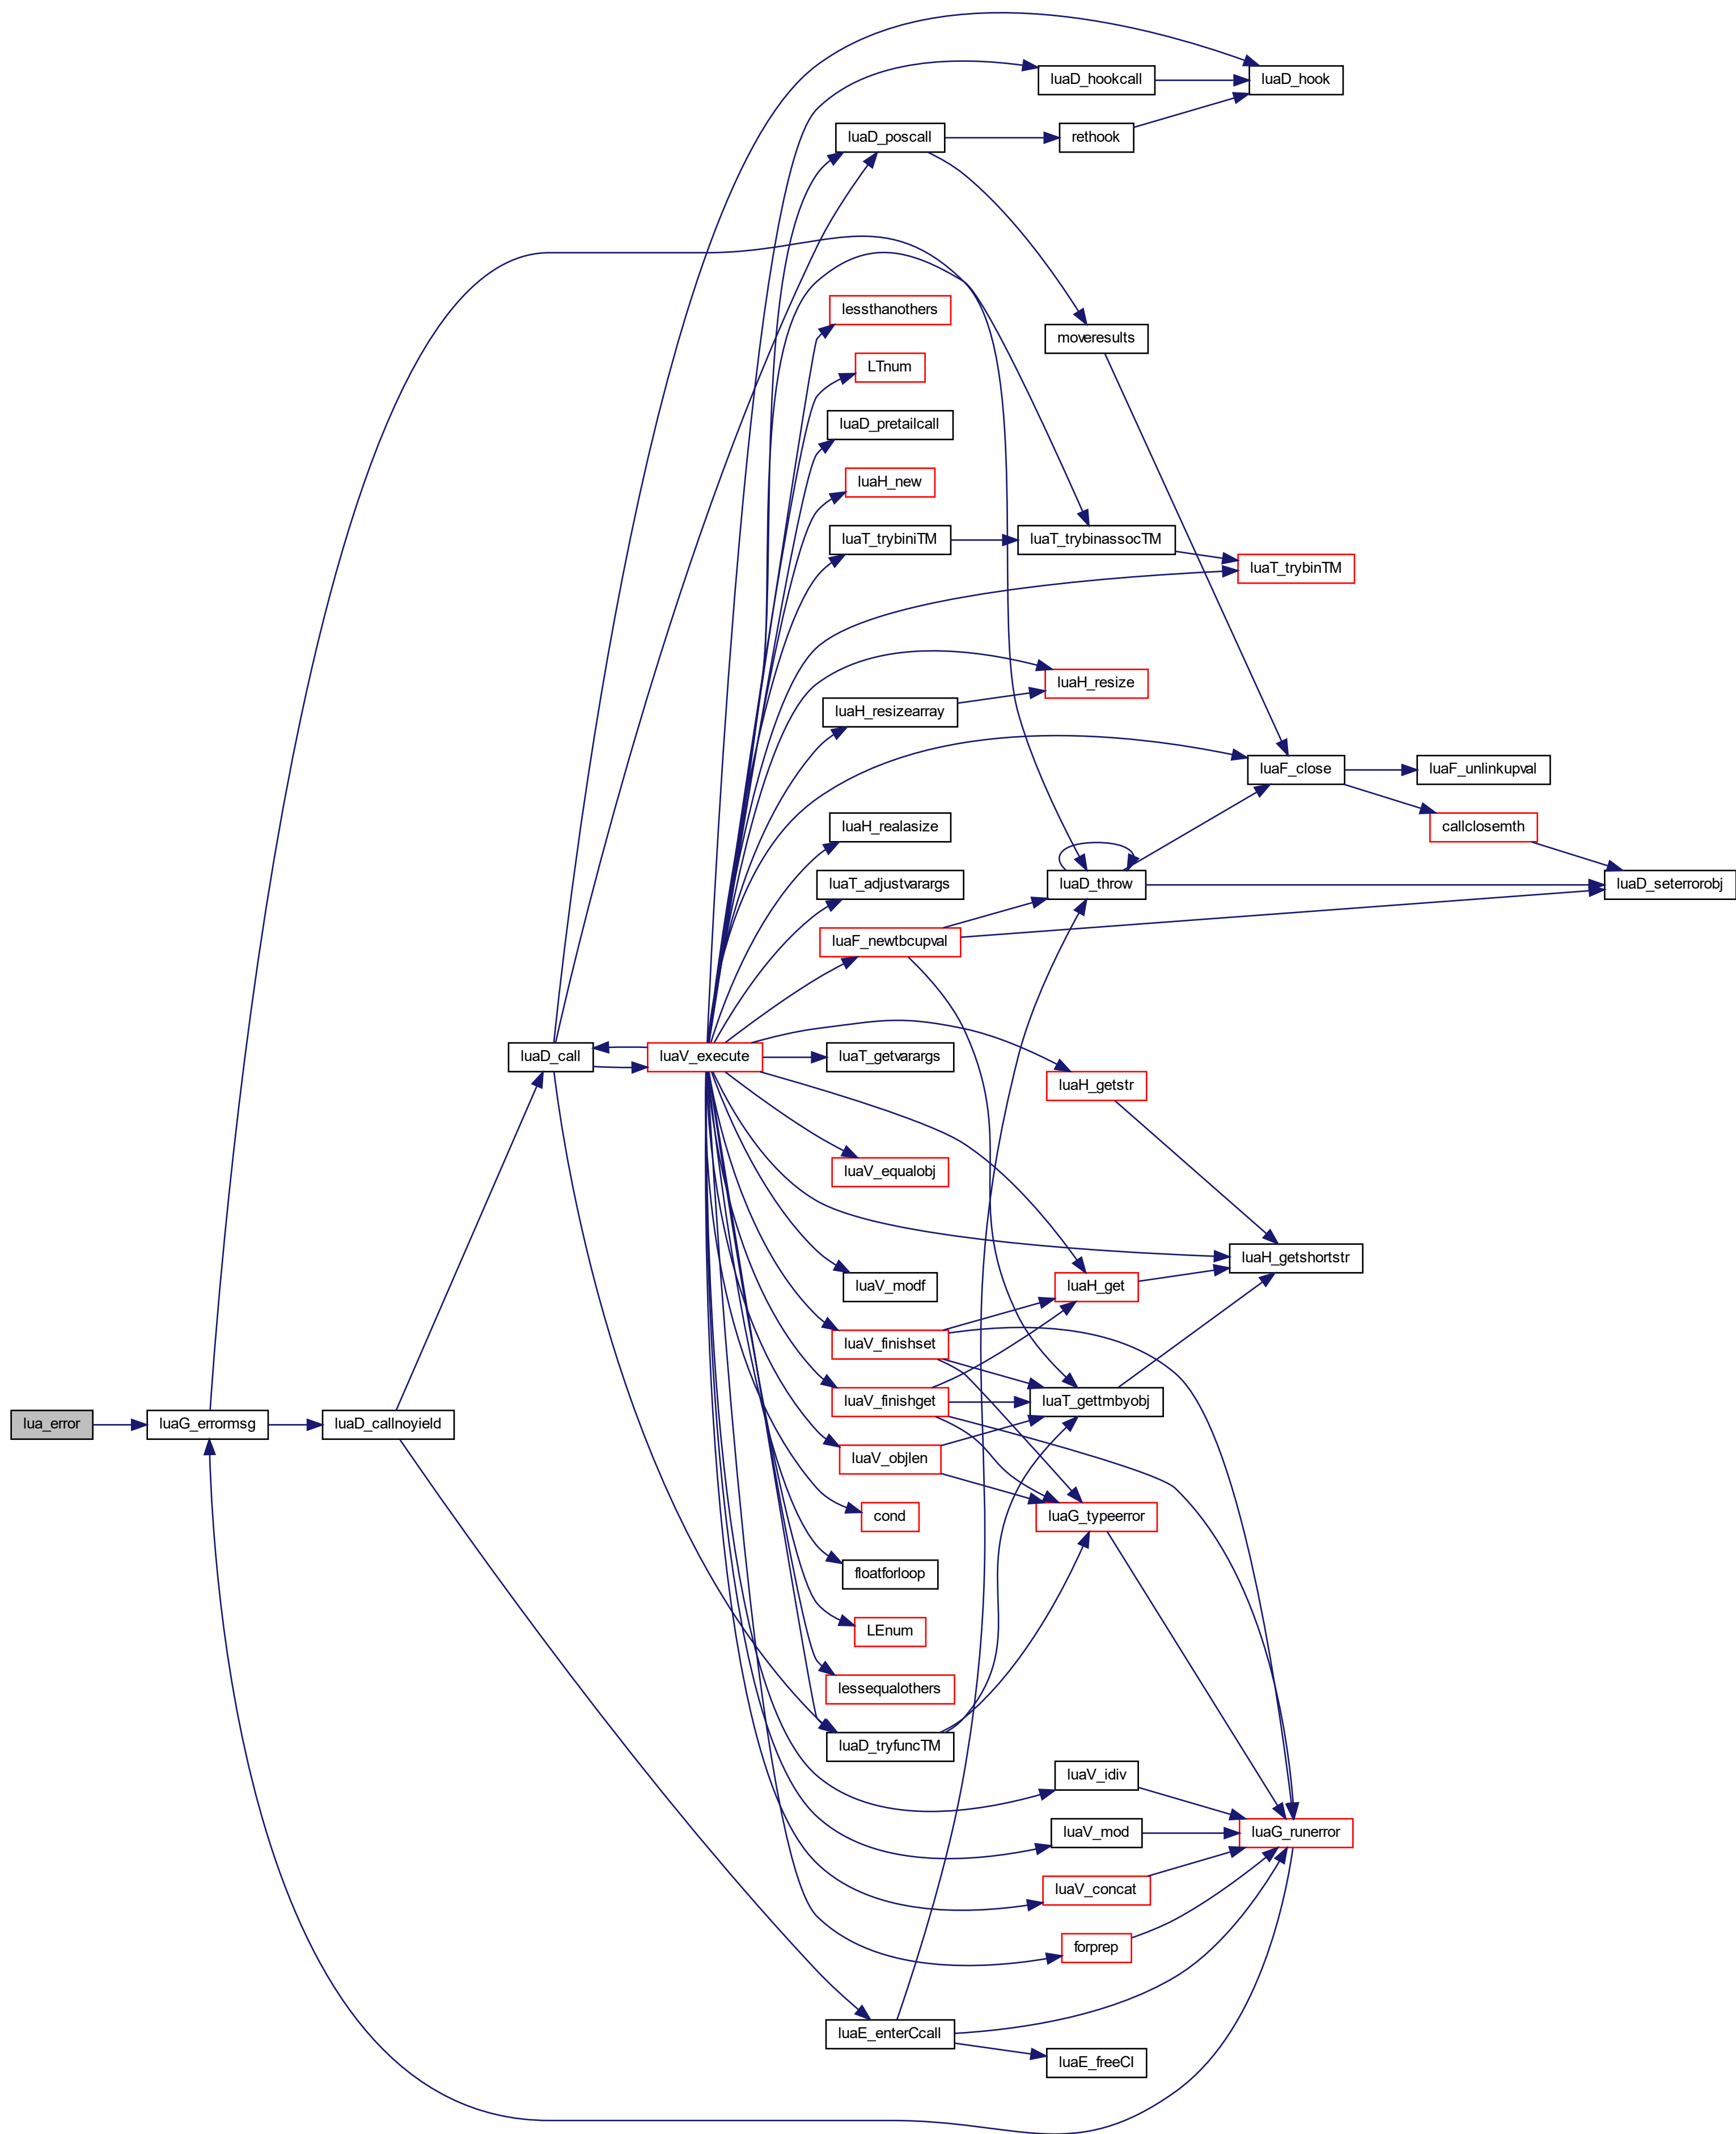 luaD_hookcall
luaD_hook
luaD_poscall
rethook
lessthanothers
moveresults
LTnum
luaD_pretailcall
luaH_new
luaT_trybiniTM
luaT_trybinassocTM
luaT_trybinTM
luaH_resize
luaH_resizearray
luaF_close
luaF_unlinkupval
luaH_realasize
callclosemth
luaT_adjustvarargs
luaD_throw
luaD_seterrorobj
luaF_newtbcupval
luaD_call
luaV_execute
luaT_getvarargs
luaH_getstr
luaV_equalobj
luaH_getshortstr
luaV_modf
luaH_get
luaV_finishset
luaV_finishget
luaT_gettmbyobj
lua_error
luaG_errormsg
luaD_callnoyield
luaV_objlen
cond
luaG_typeerror
floatforloop
LEnum
lessequalothers
luaD_tryfuncTM
luaV_idiv
luaV_mod
luaG_runerror
luaV_concat
forprep
luaE_enterCcall
luaE_freeCI